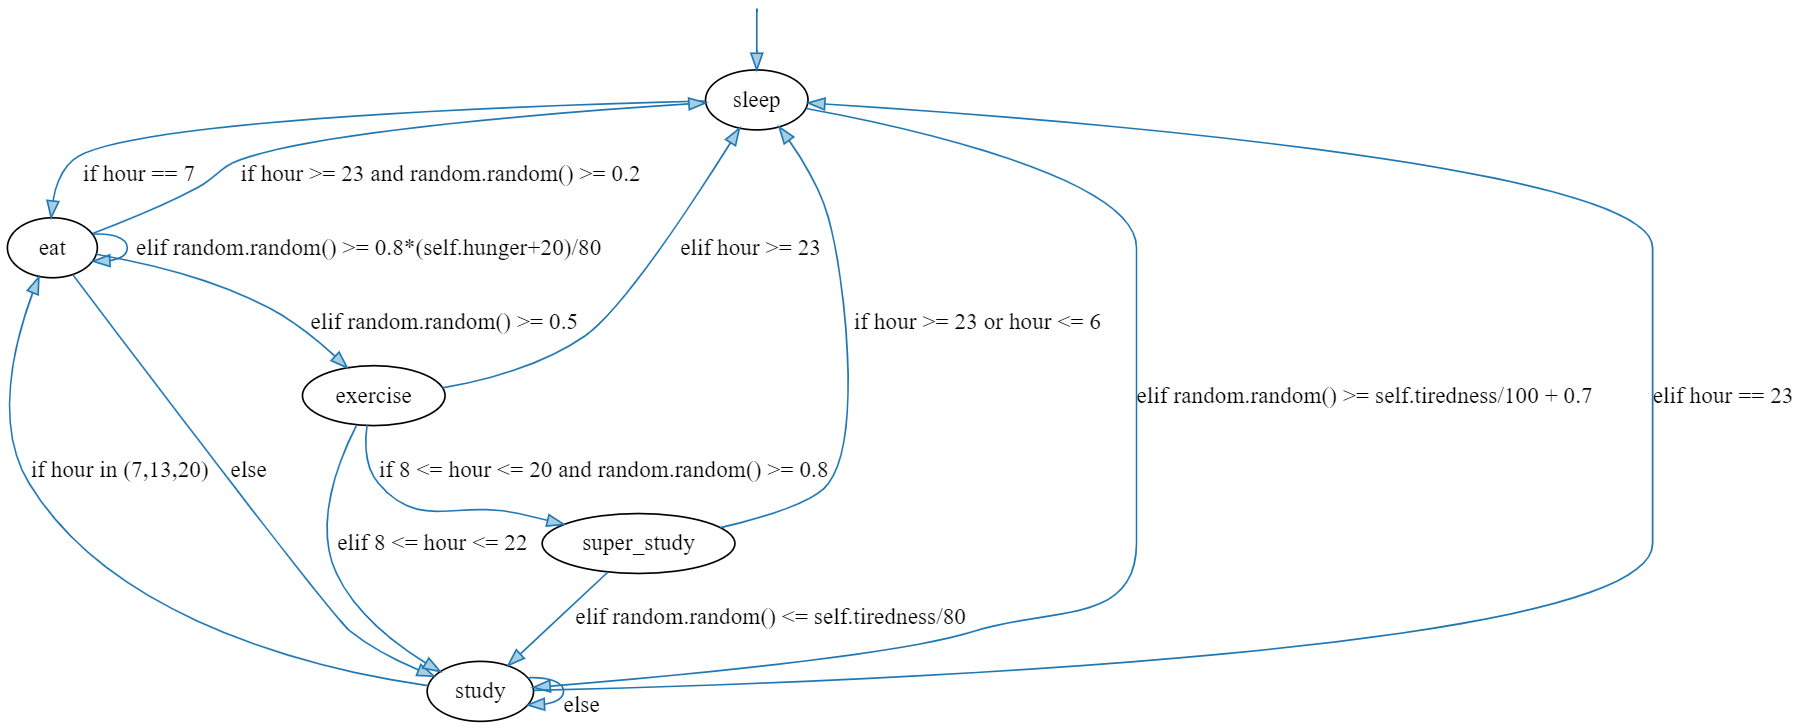 sleep
if hour == 7
if hour >= 23 and random.random() >= 0.2
eat
elif random.random() >= 0.8*(self.hunger+20)/80
elif hour >= 23
elif random.random() >= 0.5
if hour >= 23 or hour <= 6
exercise
elif random.random() >= self.tiredness/100 + 0.7
elif hour == 23
if hour in (7,13,20)
else
if 8 <= hour <= 20 and random.random() >= 0.8
elif 8 <= hour <= 22
super_study
elif random.random() <= self.tiredness/80
study
else